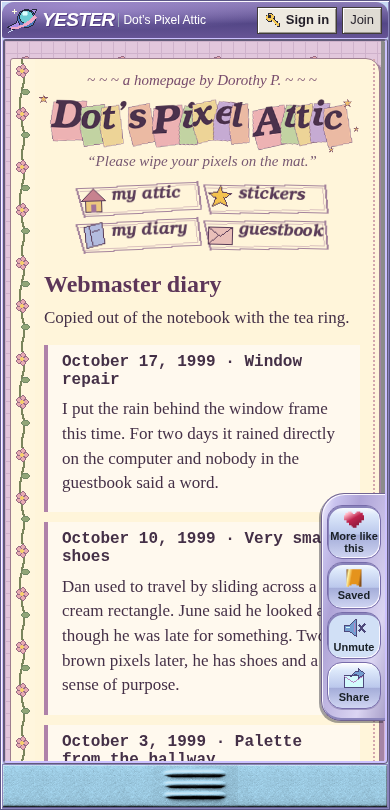 YESTER
Dot's Pixel Attic
Sign in
Join
~ ~ ~ a homepage by Dorothy P. ~ ~ ~
Dot's Pixel Attic
“Please wipe your pixels on the mat.”
my attic
stickers
my diary
guestbook
Webmaster diary
Copied out of the notebook with the tea ring.
October 17, 1999 · Window
repair
I put the rain behind the window frame
this time. For two days it rained directly
on the computer and nobody in the
guestbook said a word.
October 10, 1999 · Very
shoes
Dan used to travel by sliding across a
cream rectangle. June said he looked
though he was late for something.
brown pixels later, he has shoes and a
sense of purpose.
October 3, 1999 · Palette
from the hallway
More like
this
Saved
Unmute
Share